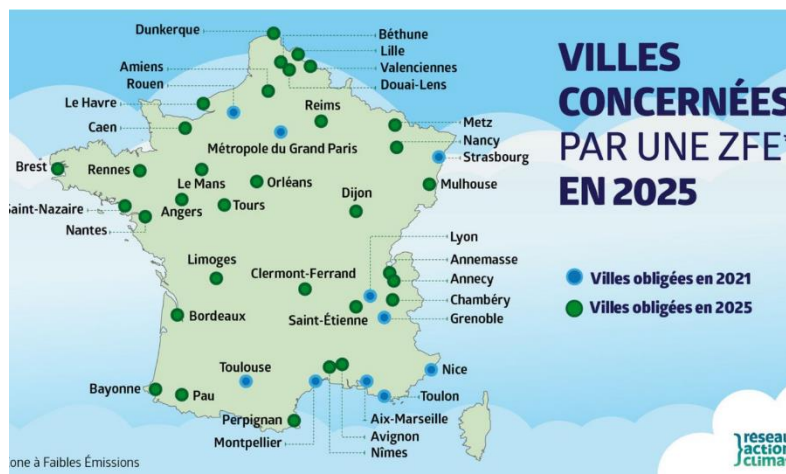 VILLES
CONCERNÉES
PAR UNE ZFE*
EN 2025
Villes obligées en 2021
Villes obligées en 2025
Dunkerque
Béthune
Lille
Valenciennes
Douai-Lens
Amiens
Rouen
Le Havre
Caen
Reims
Metz
Nancy
Strasbourg
Métropole du Grand Paris
Brest
Rennes
Le Mans
Orléans
Mulhouse
Saint-Nazaire
Angers
Tours
Dijon
Nantes
Lyon
Annemasse
Annecy
Chambéry
Grenoble
Limoges
Clermont-Ferrand
Saint-Étienne
Bordeaux
Toulouse
Nice
Bayonne
Pau
Toulon
Perpignan
Aix-Marseille
Montpellier
Avignon
Nîmes
one à Faibles Émissions
réseau
action
climat